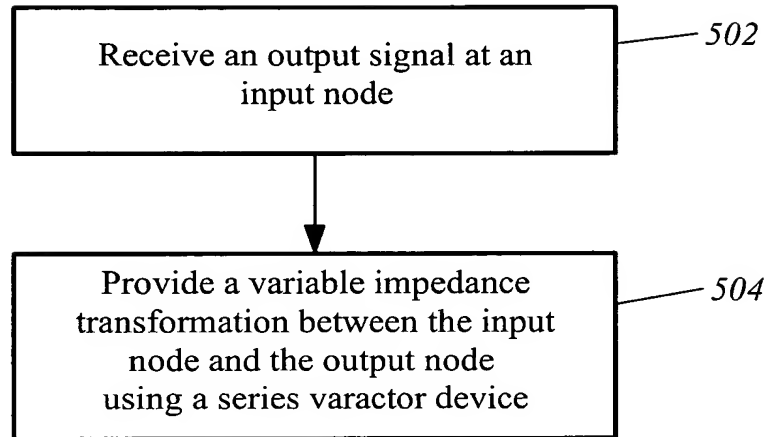 Receive an output signal at an
input node
502
Provide a variable impedance
transformation between the input
node and the output node
using a series varactor device
504